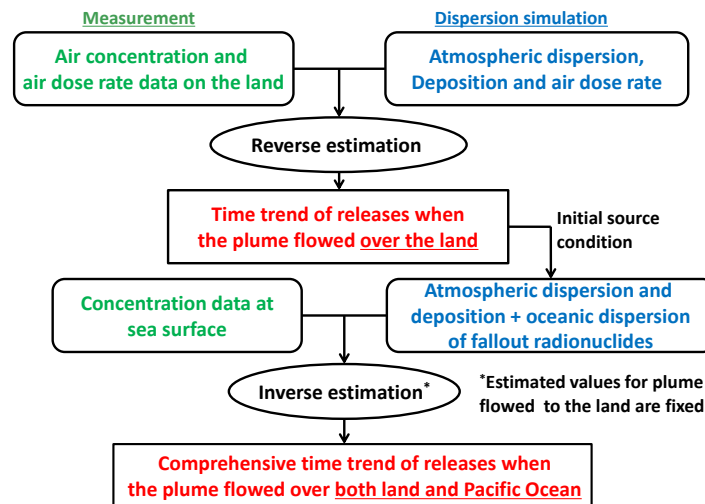 Measurement
Dispersion simulation
Air concentration and
air dose rate data on the land
Atmospheric dispersion,
Deposition and air dose rate
Reverse estimation
Time trend of releases when
the plume flowed over the land
Initial source
condition
Concentration data at
sea surface
Atmospheric dispersion and
deposition + oceanic dispersion
of fallout radionuclides
Inverse estimation*
*Estimated values for plume
flowed to the land are fixed
Comprehensive time trend of releases when
the plume flowed over both land and Pacific Ocean